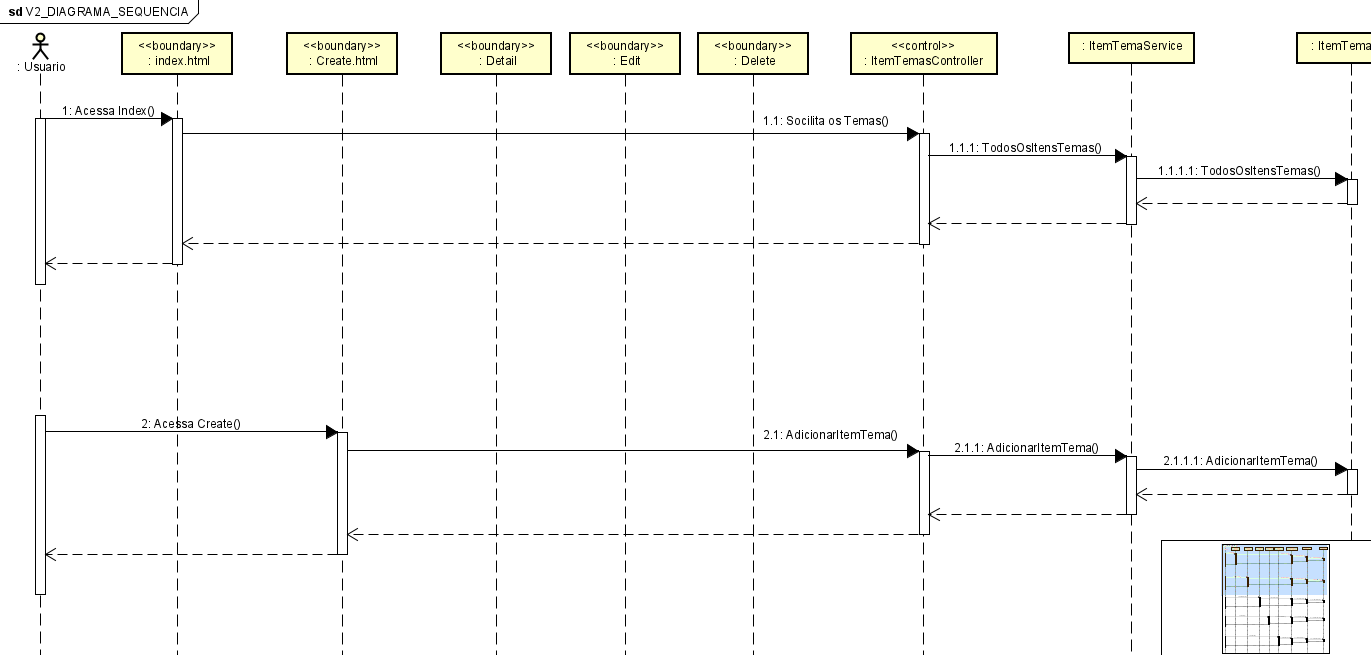 sd V2_DIAGRAMA_SEQUENCIA
: Usuario
<<boundary>>
: index.html
<<boundary>>
: Create.html
<<boundary>>
: Detail
<<boundary>>
: Edit
<<boundary>>
: Delete
<<control>>
: ItemTemasController
: ItemTemaService
: ItemTema
1: Acessa Index()
1.1: Socilita os Temas()
1.1.1: TodosOsItensTemas()
1.1.1.1: TodosOsItensTemas()
2: Acessa Create()
2.1: AdicionarItemTema()
2.1.1: AdicionarItemTema()
2.1.1.1: AdicionarItemTema()